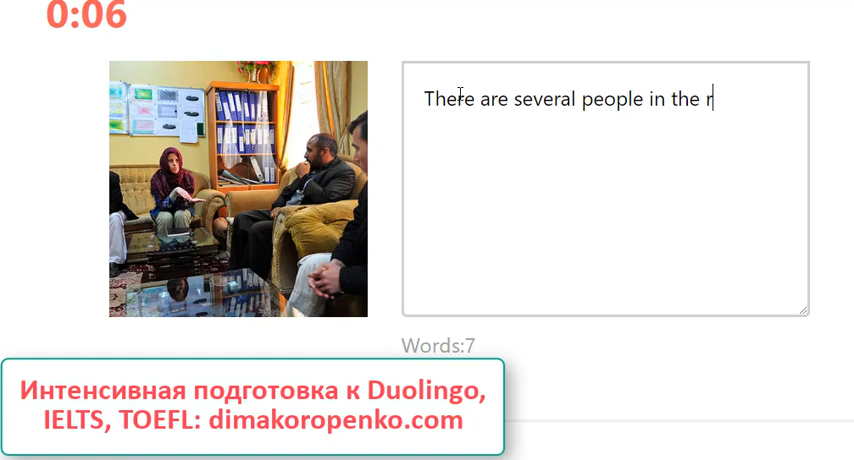 0:06
There are several people in the r
Words:7
Интенсивная подготовка к Duolingo,
IELTS, TOEFL: dimakoropenko.com